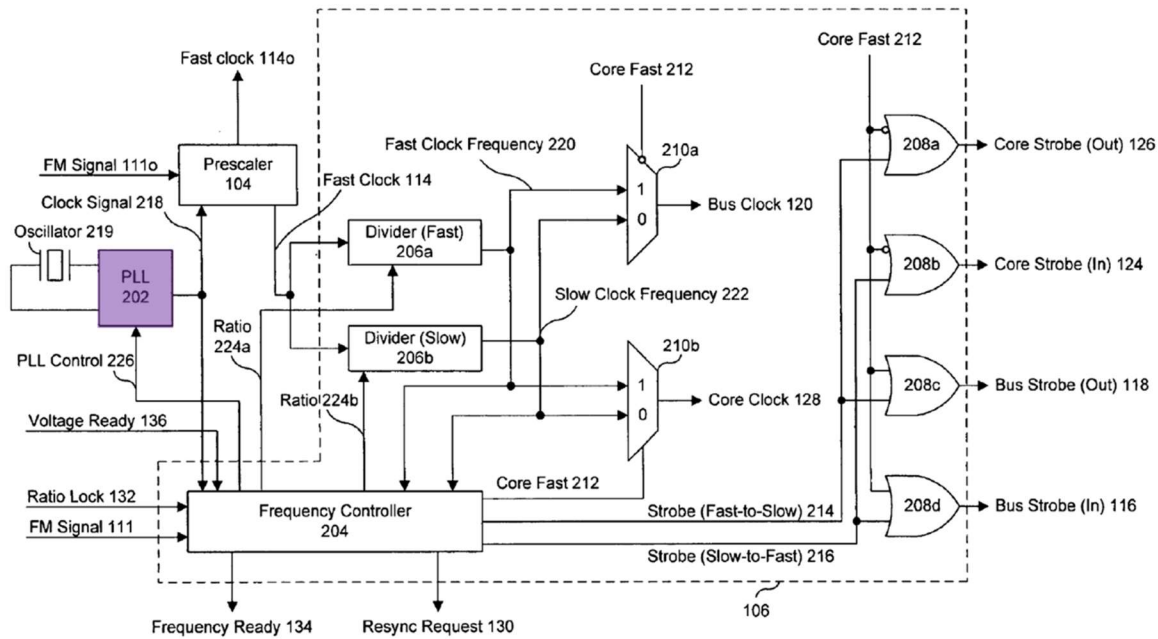 Core Fast 212
Fast clock 114o
Core Fast 212
Fast Clock Frequency 220
210a
208a
Core Strobe (Out) 126
FM Signal 111o
Prescaler
104
Fast Clock 114
1
0
Bus Clock 120
Clock Signal 218
Oscillator 219
Divider (Fast)
206a
208b
Core Strobe (In) 124
PLL
202
Slow Clock Frequency 222
Ratio
224a
Divider (Slow)
206b
210b
PLL Control 226
1
0
208c
Bus Strobe (Out) 118
Ratio 224b
Core Clock 128
Voltage Ready 136
Core Fast 212
Ratio Lock 132
Frequency Controller
204
Strobe (Fast-to-Slow) 214
208d
Bus Strobe (In) 116
FM Signal 111
Strobe (Slow-to-Fast) 216
106
Frequency Ready 134
Resync Request 130